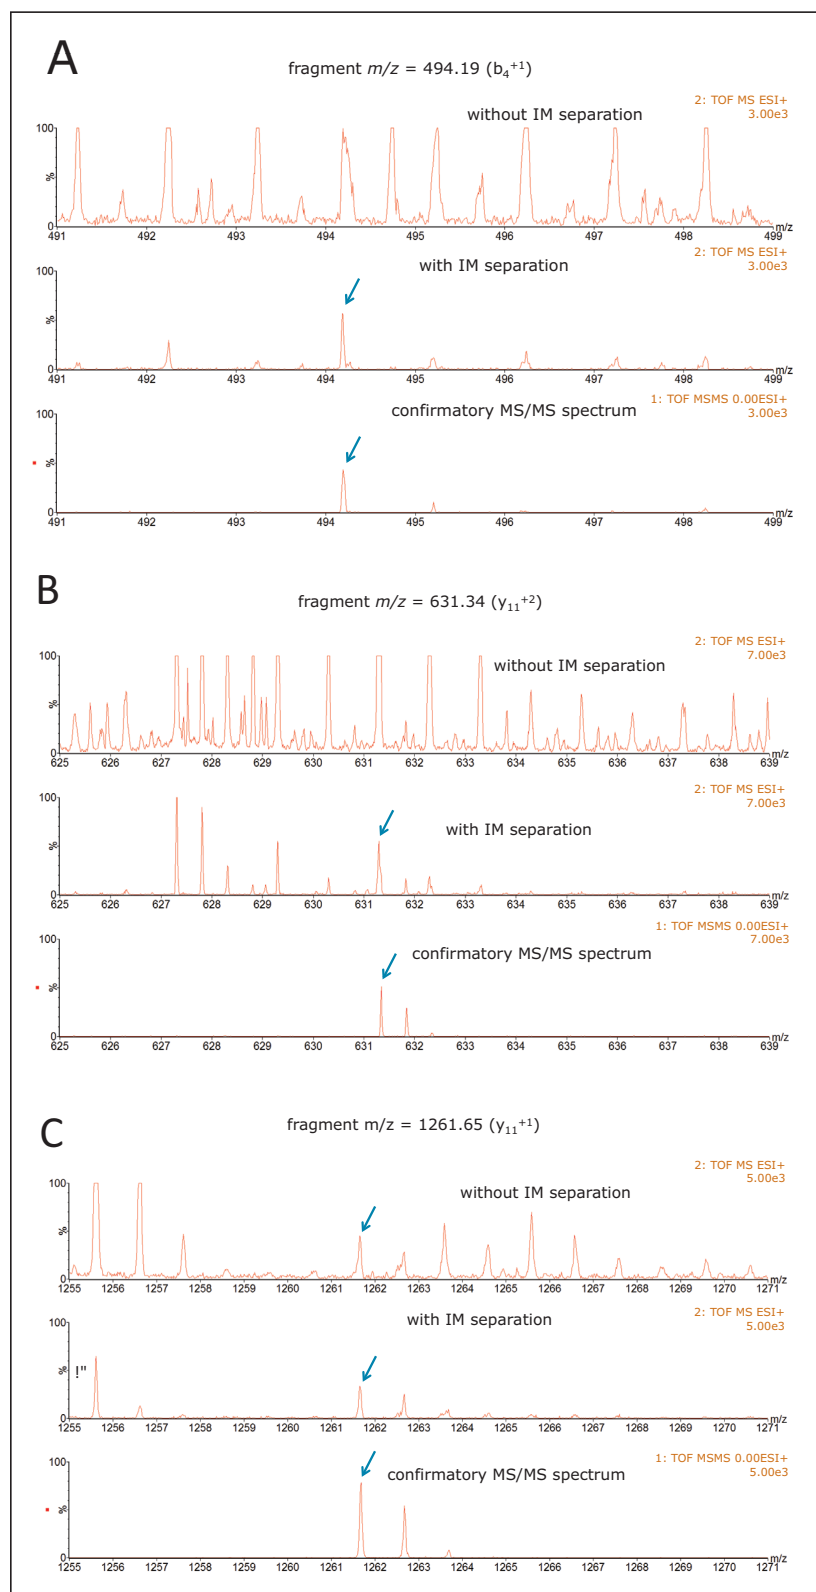 A
fragment m/z = 494.19 (b₄⁺¹)
without IM separation
2: TOF MS ESI+
3.00e3
100
%
0
491 492 493 494 495 496 497 498 499 m/z
with IM separation
2: TOF MS ESI+
3.00e3
100
%
0
491 492 493 494 495 496 497 498 499 m/z
confirmatory MS/MS spectrum
1: TOF MSMS 0.00ESI+
3.00e3
100
%
0
491 492 493 494 495 496 497 498 499 m/z
B
fragment m/z = 631.34 (y₁₁⁺²)
without IM separation
2: TOF MS ESI+
7.00e3
100
%
0
625 626 627 628 629 630 631 633 634 635 636 637 638 639 m/z
with IM separation
2: TOF MS ESI+
7.00e3
100
%
0
625 626 627 628 629 630 631 633 634 635 636 637 638 639 m/z
confirmatory MS/MS spectrum
1: TOF MSMS 0.00ESI+
7.00e3
100
%
0
625 626 627 628 629 630 631 633 634 635 636 637 638 639 m/z
C
fragment m/z = 1261.65 (y₁₁⁺¹)
without IM separation
2: TOF MS ESI+
5.00e3
100
%
0
1255 1256 1257 1258 1259 1260 1261 1262 1263 1264 1265 1266 1267 1268 1269 1270 1271 m/z
with IM separation
2: TOF MS ESI+
5.00e3
100
%
!"
0
1255 1256 1257 1258 1259 1260 1261 1262 1263 1264 1265 1266 1267 1268 1269 1270 1271 m/z
confirmatory MS/MS spectrum
1: TOF MSMS 0.00ESI+
5.00e3
100
%
0
1255 1256 1257 1258 1259 1260 1261 1262 1263 1264 1265 1266 1267 1268 1269 1270 1271 m/z